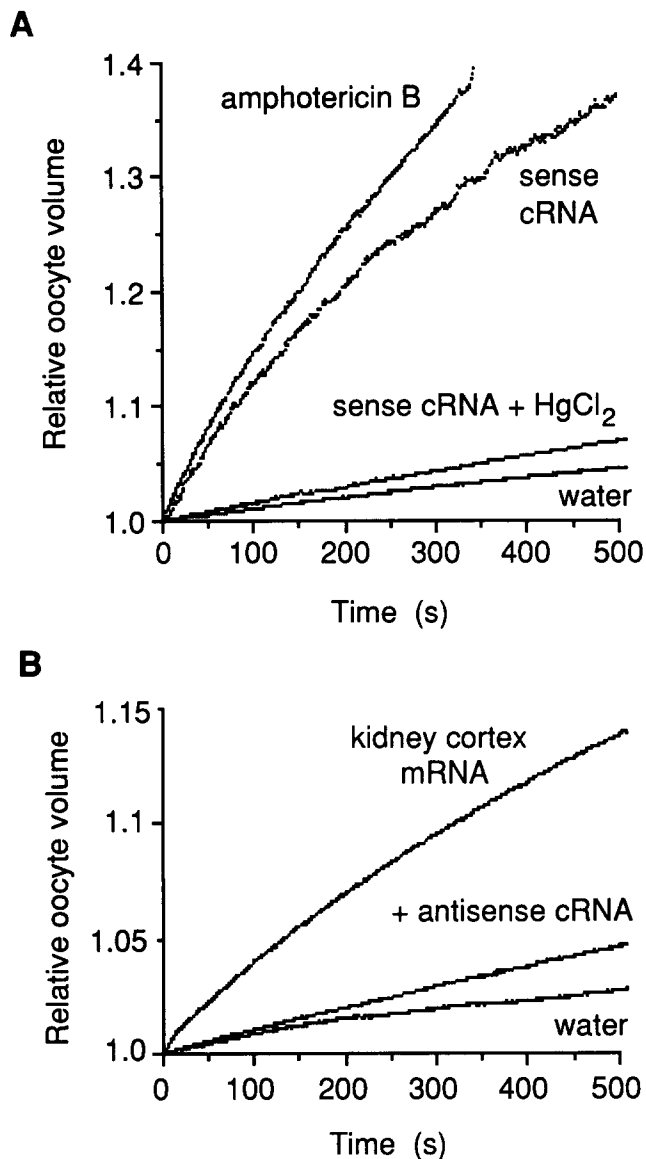 A
1.4
1.3
1.2
1.10
1.0
Relative oocyte volume
amphotericin B
sense
cRNA
sense cRNA + HgCl2
water
0 100 200 300 400 500
Time (s)
B
1.15
1.10
1.05
1.0
Relative oocyte volume
kidney cortex
mRNA
+ antisense cRNA
water
0 100 200 300 400 500
Time (s)